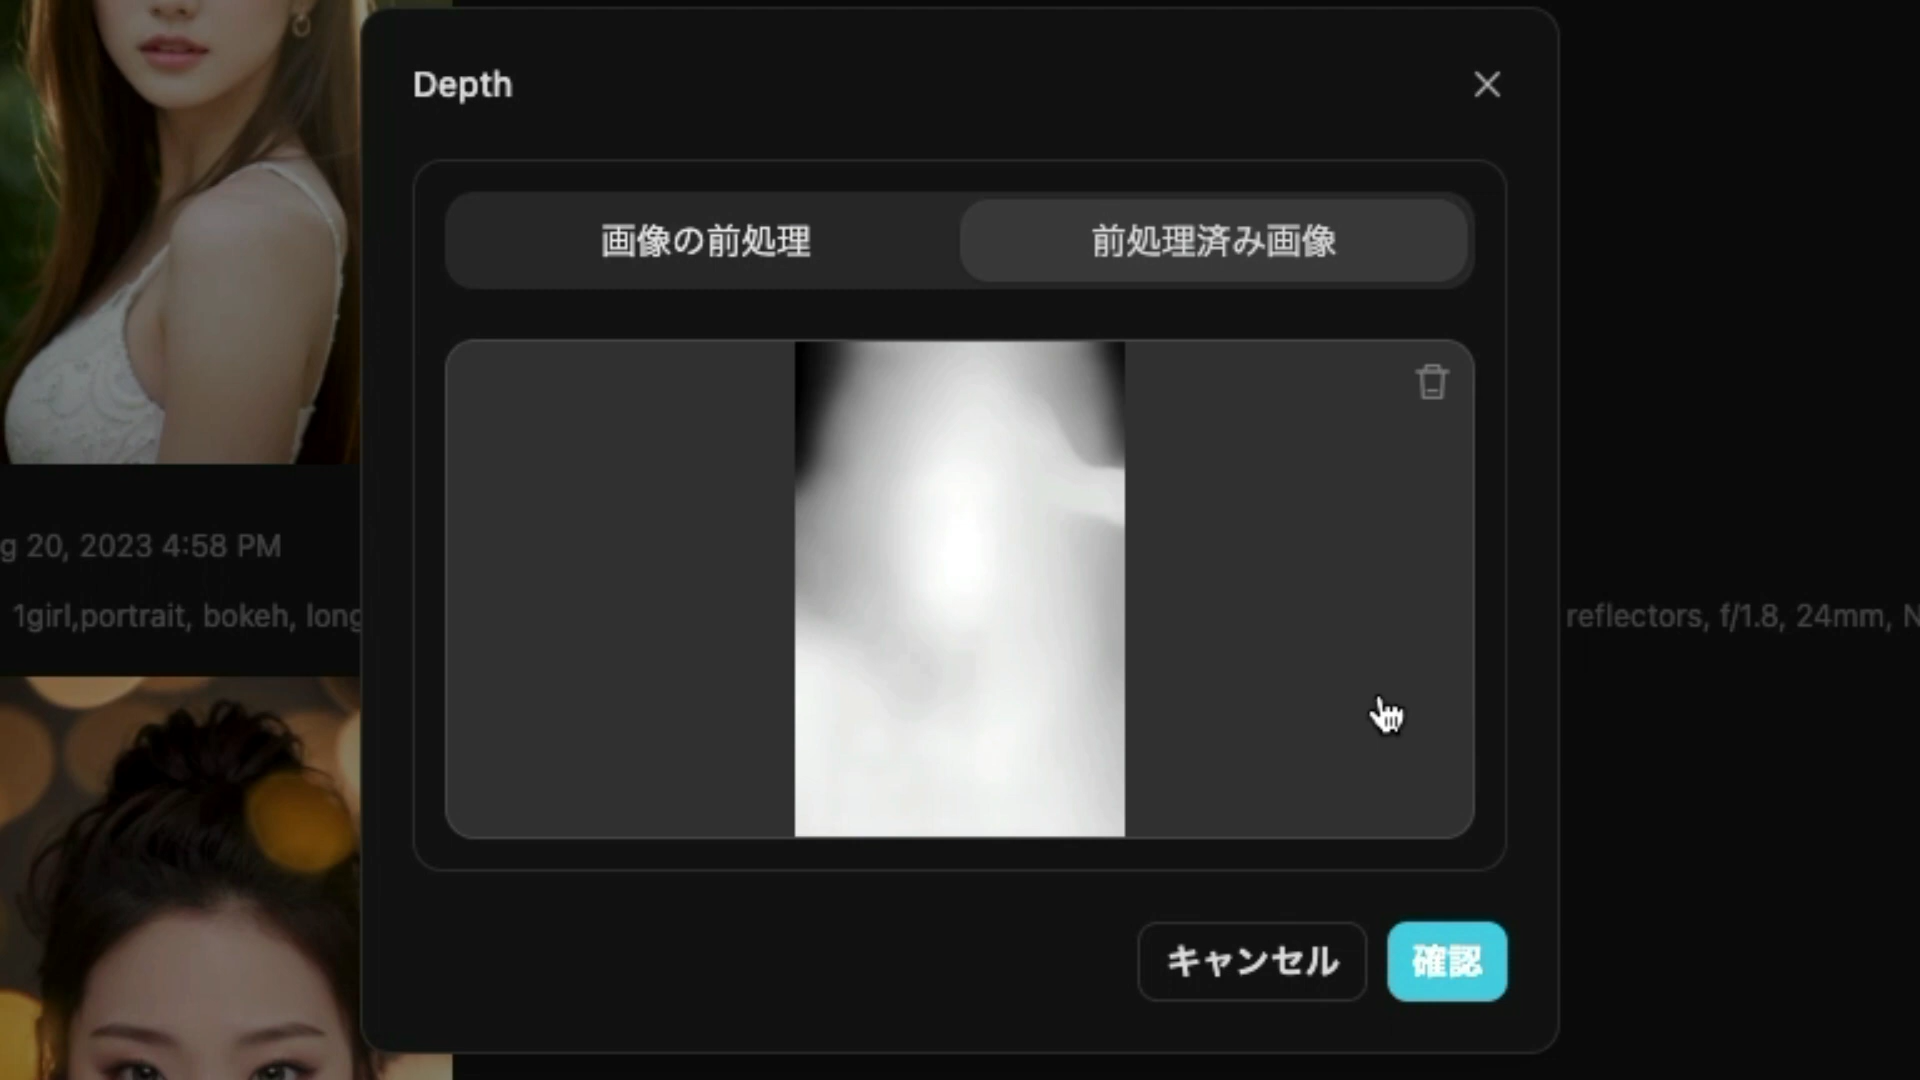 Depth
画像の前処理
前処理済み画像
g 20, 2023 4:58 PM
1girl,portrait, bokeh, long
reflectors, f/1.8, 24mm, N
キャンセル
確認